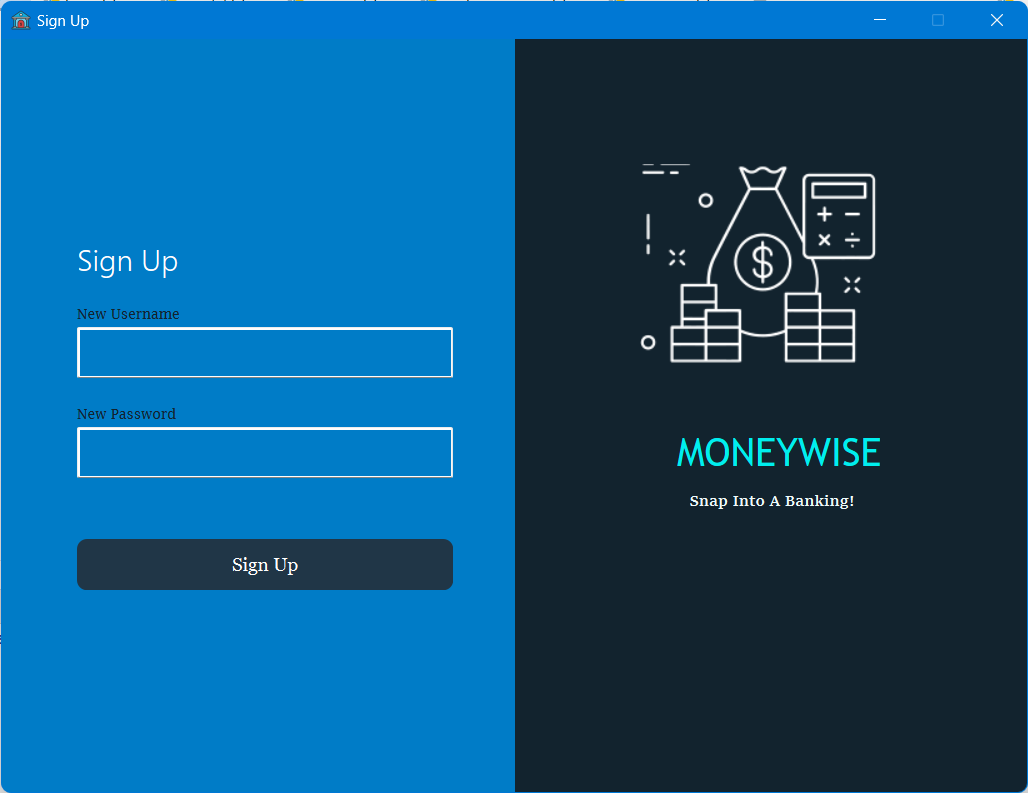 Sign Up
Sign Up
New Username
New Password
Sign Up
$
MONEYWISE
Snap Into A Banking!